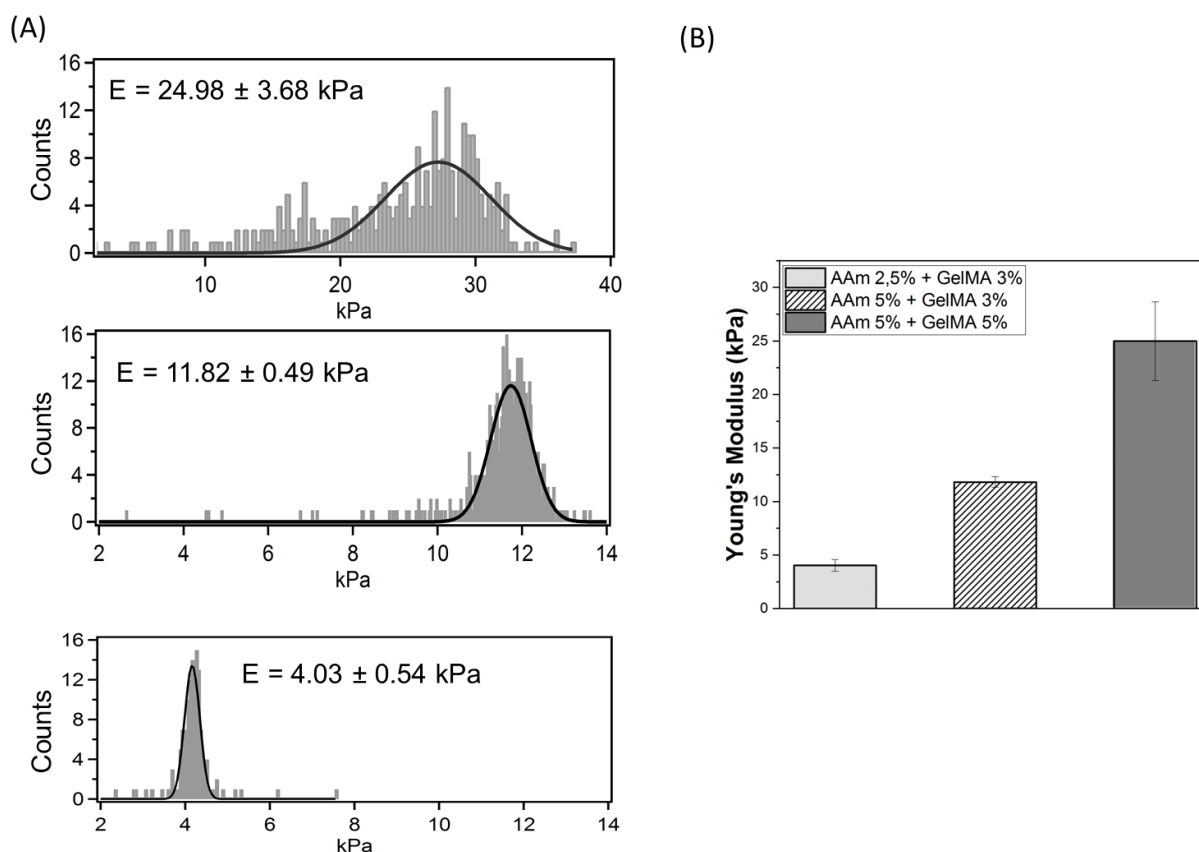 (A)
16
12
8
4
0
Counts
E = 24.98 ± 3.68 kPa
10 20 30 40
kPa
16
12
8
4
0
Counts
E = 11.82 ± 0.49 kPa
2 4 6 8 10 12 14
kPa
16
12
8
4
0
Counts
E = 4.03 ± 0.54 kPa
2 4 6 8 10 12 14
kPa
(B)
AAm 2,5% + GelMA 3%
AAm 5% + GelMA 3%
AAm 5% + GelMA 5%
30
25
20
15
10
5
0
Young's Modulus (kPa)